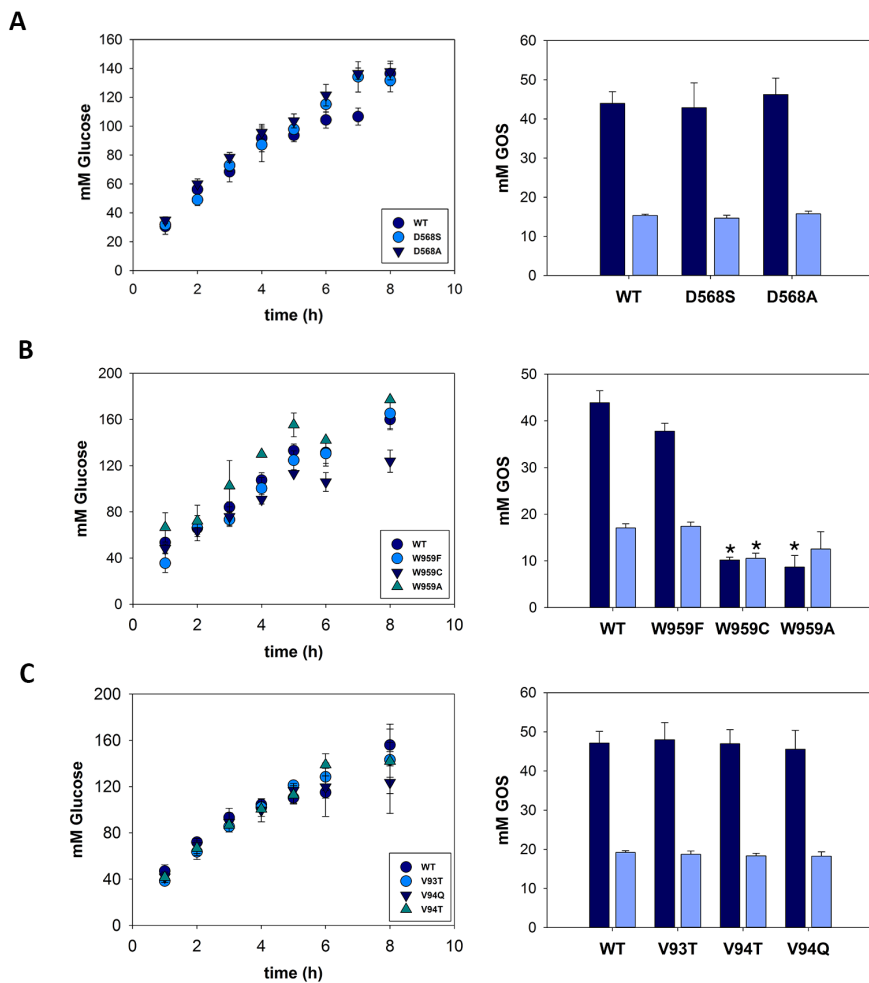 A
mM Glucose
160
140
120
100
80
60
40
20
0
0 2 4 6 8 10
time (h)
WT
D568S
D568A
mM GOS
60
50
40
30
20
10
0
WT D568S D568A
B
mM Glucose
200
160
120
80
40
0
0 2 4 6 8 10
time (h)
WT
W959F
W959C
W959A
mM GOS
50
40
30
20
10
0
* * *
WT W959F W959C W959A
C
mM Glucose
200
160
120
80
40
0
0 2 4 6 8 10
time (h)
WT
V93T
V94Q
V94T
mM GOS
60
50
40
30
20
10
0
WT V93T V94T V94Q